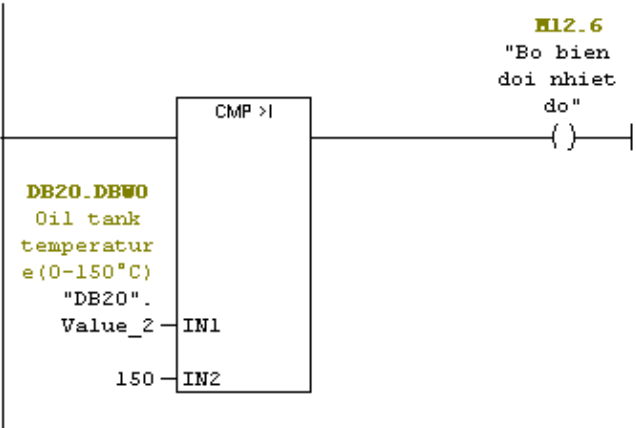 M12.6
"Bo bien
doi nhiet
do"
CMP >I
DB20.DBW0
Oil tank
temperatur
e(0-150°C)
"DB20".
Value_2
IN1
150
IN2